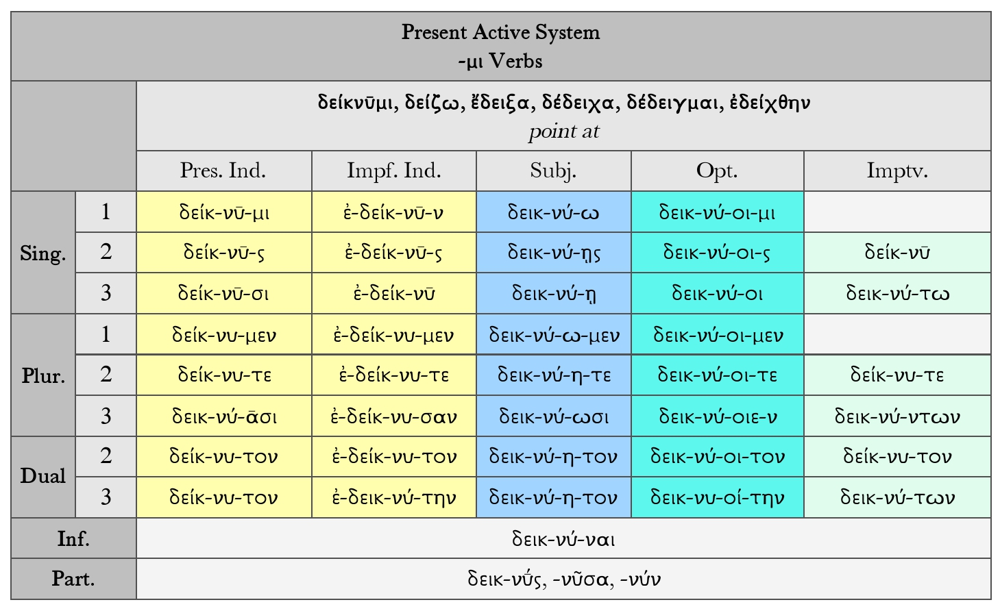 Present Active System
-μι Verbs
δείκνῡμι, δείζω, ἔδειξα, δέδειχα, δέδειγμαι, ἐδείχθην
point at
Pres. Ind. Impf. Ind. Subj. Opt. Imptv.
Sing.
1 δείκ-νῡ-μι ἐ-δείκ-νῡ-ν δεικ-νύ-ω δεικ-νύ-οι-μι
2 δείκ-νῡ-ς ἐ-δείκ-νῡ-ς δεικ-νύ-ῃς δεικ-νύ-οι-ς δείκ-νῡ
3 δείκ-νῡ-σι ἐ-δείκ-νῡ δεικ-νύ-ῃ δεικ-νύ-οι δεικ-νύ-τω
Plur.
1 δείκ-νυ-μεν ἐ-δείκ-νυ-μεν δεικ-νύ-ω-μεν δεικ-νύ-οι-μεν
2 δείκ-νυ-τε ἐ-δείκ-νυ-τε δεικ-νύ-η-τε δεικ-νύ-οι-τε δείκ-νυ-τε
3 δεικ-νύ-ᾱσι ἐ-δείκ-νυ-σαν δεικ-νύ-ωσι δεικ-νύ-οιε-ν δεικ-νύ-ντων
Dual
2 δείκ-νυ-τον ἐ-δείκ-νυ-τον δεικ-νύ-η-τον δεικ-νύ-οι-τον δείκ-νυ-τον
3 δείκ-νυ-τον ἐ-δεικ-νύ-την δεικ-νύ-η-τον δεικ-νυ-οί-την δεικ-νύ-των
Inf. δεικ-νύ-ναι
Part. δεικ-νῡ́ς, -νῦσα, -νύν